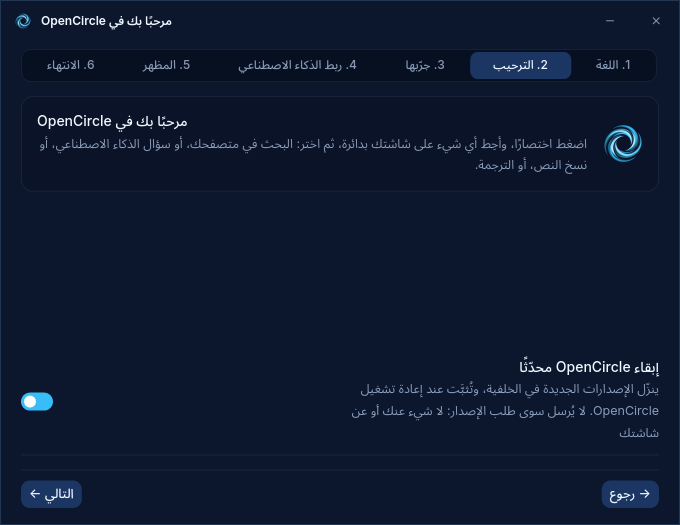 مرحبًا بك في OpenCircle
1. اللغة
2. الترحيب
3. جرّبها
4. ربط الذكاء الاصطناعي
5. المظهر
6. الانتهاء
مرحبًا بك في OpenCircle
اضغط اختصارًا، وأحِط أي شيء على شاشتك بدائرة، ثم اختر: البحث في متصفحك، أو سؤال الذكاء الاصطناعي، أو
نسخ النص، أو الترجمة.
إبقاء OpenCircle محدّثًا
ينزّل الإصدارات الجديدة في الخلفية، وتُثبَّت عند إعادة تشغيل
OpenCircle. لا يُرسل سوى طلب الإصدار: لا شيء عنك أو عن
شاشتك
→ رجوع
التالي ←